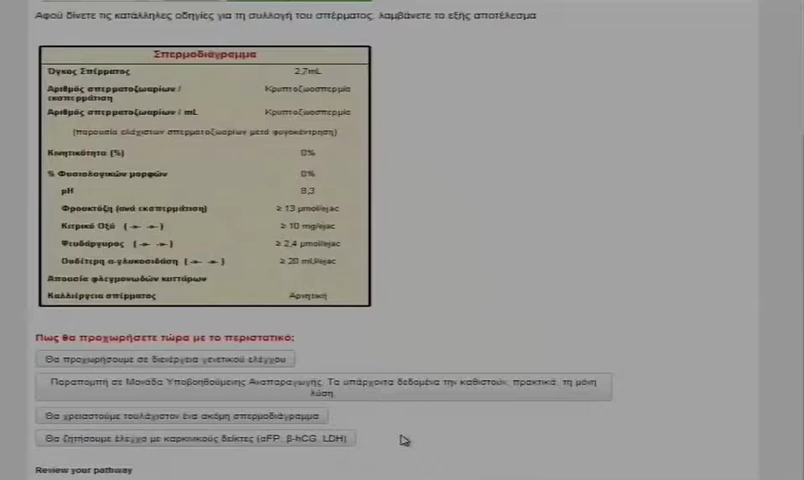 Αφού δίνετε τις κατάλληλες οδηγίες για τη συλλογή του σπέρματος, λαμβάνετε το εξής αποτέλεσμα
Σπερμοδιάγραμμα
Όγκος Σπέρματος 2,7mL
Αριθμός σπερματοζωαρίων / εκσπερμάτιση Κρυπτοζωοσπερμία
Αριθμός σπερματοζωαρίων / mL Κρυπτοζωοσπερμία
(παρουσία ελάχιστων σπερματοζωαρίων μετά φυγοκέντρηση)
Κινητικότητα (%) 0%
% Φυσιολογικών μορφών 0%
pH 8,3
Φρουκτόζη (ανά εκσπερμάτιση) ≥ 13 μmol/ejac
Κιτρικό Οξύ ( -»- -»- ) ≥ 10 mg/ejac
Ψευδάργυρος ( -»- -»- ) ≥ 2,4 μmol/ejac
Ουδέτερη α-γλυκοσιδάση ( -»- -»- ) ≥ 20 mU/ejac
Απουσία φλεγμονωδών κυττάρων
Καλλιέργεια σπέρματος Αρνητική
Πως θα προχωρήσετε τώρα με το περιστατικό;
Θα προχωρήσουμε σε διενέργεια γενετικού ελέγχου
Παραπομπή σε Μονάδα Υποβοηθούμενης Αναπαραγωγής. Τα υπάρχοντα δεδομένα την καθιστούν, πρακτικά, τη μόνη
λύση.
Θα χρειαστούμε τουλάχιστον ένα ακόμη σπερμοδιάγραμμα
Θα ζητήσουμε έλεγχο με καρκινικούς δείκτες (αFP, β-hCG, LDH)
Review your pathway